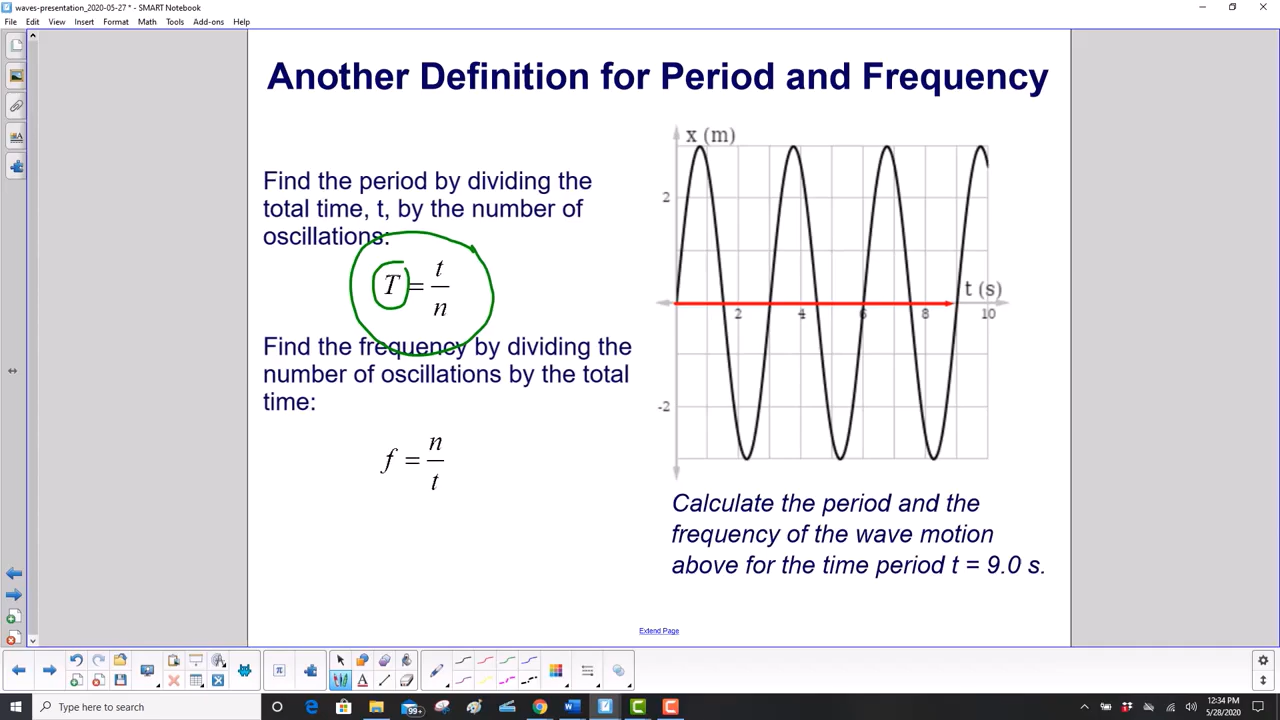 waves-presentation_2020-05-27 * - SMART Notebook
File Edit View Insert Format Math Tools Add-ons Help
Another Definition for Period and Frequency
Find the period by dividing the
total time, t, by the number of
oscillations:
T = t
n
Find the frequency by dividing the
number of oscillations by the total
time:
f = n
t
x (m)
2
t (s)
2 4 6 8 10
-2
Calculate the period and the
frequency of the wave motion
above for the time period t = 9.0 s.
Extend Page
Type here to search
99+
12:34 PM
5/28/2020